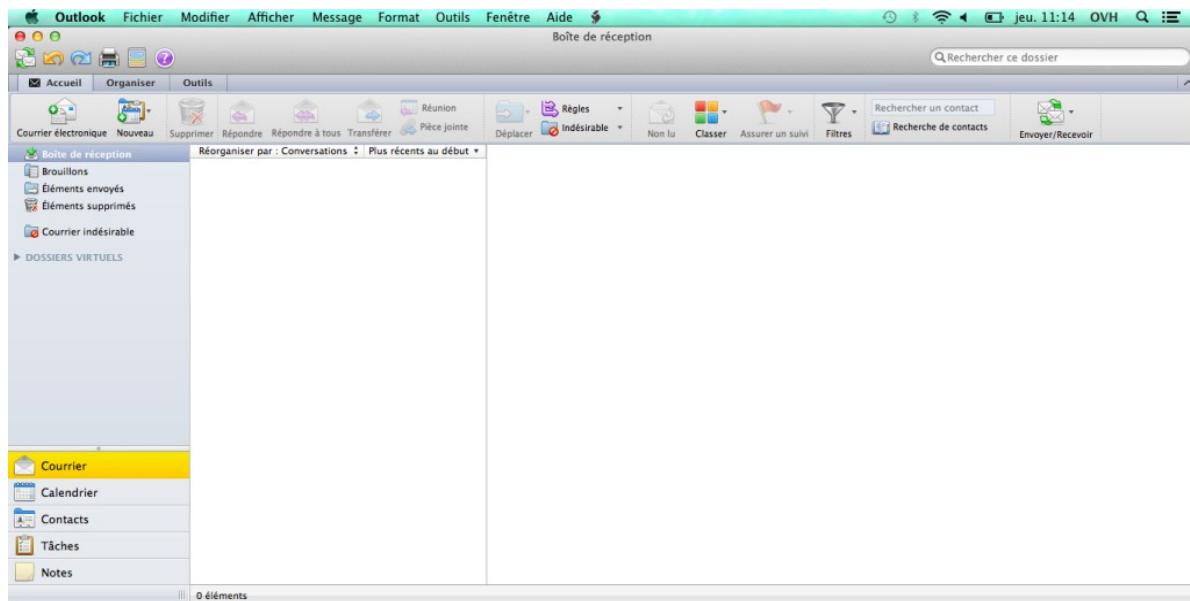 Outlook Fichier Modifier Afficher Message Format Outils Fenêtre Aide jeu. 11:14 OVH
Boîte de réception
Rechercher ce dossier
Accueil Organiser Outils
Courrier électronique Nouveau Supprimer Répondre Répondre à tous Transférer Réunion Pièce jointe Déplacer Règles Indésirable Non lu Classer Assurer un suivi Filtres Rechercher un contact Recherche de contacts Envoyer/Recevoir
Boîte de réception
Réorganiser par : Conversations Plus récents au début
Brouillons
Éléments envoyés
Éléments supprimés
Courrier indésirable
DOSSIERS VIRTUELS
Courrier
Calendrier
Contacts
Tâches
Notes
0 éléments